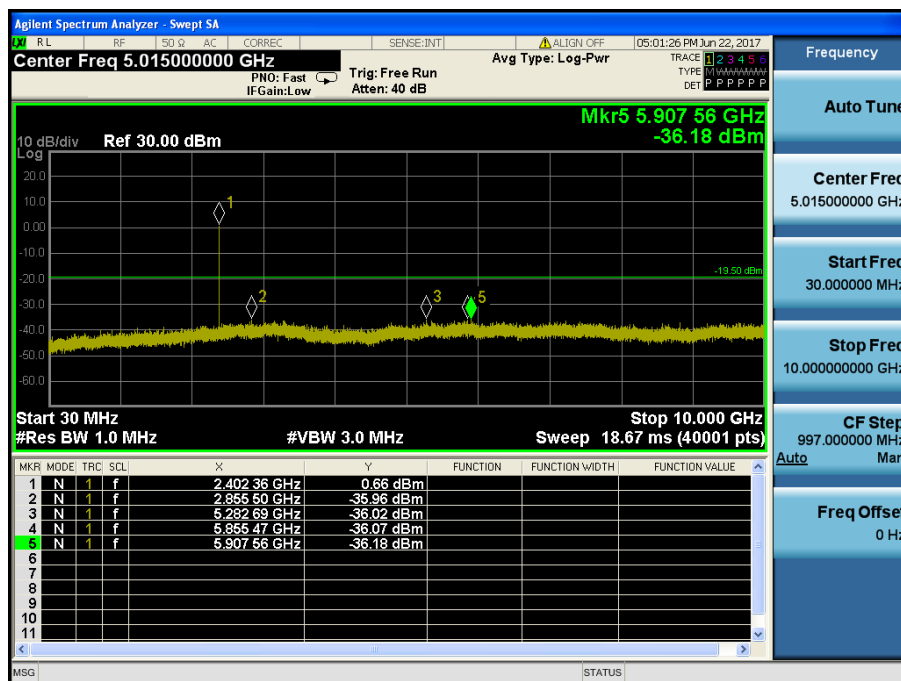 Agilent Spectrum Analyzer - Swept SA
LXI RL RF 50 Ω AC CORREC SENSE:INT ALIGN OFF 05:01:26 PM Jun 22, 2017
Center Freq 5.015000000 GHz
PNO: Fast
IFGain:Low
Trig: Free Run
Atten: 40 dB
Avg Type: Log-Pwr
TRACE 1 2 3 4 5 6
TYPE M W W W W W
DET P P P P P P
Mkr5 5.907 56 GHz
-36.18 dBm
10 dB/div
Log
Ref 30.00 dBm
20.0
10.0
0.00
-10.0
-20.0
-30.0
-40.0
-50.0
-60.0
1
2
3
5
-19.50 dBm
Start 30 MHz
Stop 10.000 GHz
#Res BW 1.0 MHz
#VBW 3.0 MHz
Sweep 18.67 ms (40001 pts)
MKR MODE TRC SCL X Y FUNCTION FUNCTION WIDTH FUNCTION VALUE
1 N 1 f 2.402 36 GHz 0.66 dBm
2 N 1 f 2.855 50 GHz -35.96 dBm
3 N 1 f 5.282 69 GHz -36.02 dBm
4 N 1 f 5.855 47 GHz -36.07 dBm
5 N 1 f 5.907 56 GHz -36.18 dBm
6
7
8
9
10
11
MSG
STATUS
Frequency
Auto Tune
Center Freq
5.015000000 GHz
Start Freq
30.000000 MHz
Stop Freq
10.000000000 GHz
CF Step
997.000000 MHz
Auto Man
Freq Offset
0 Hz